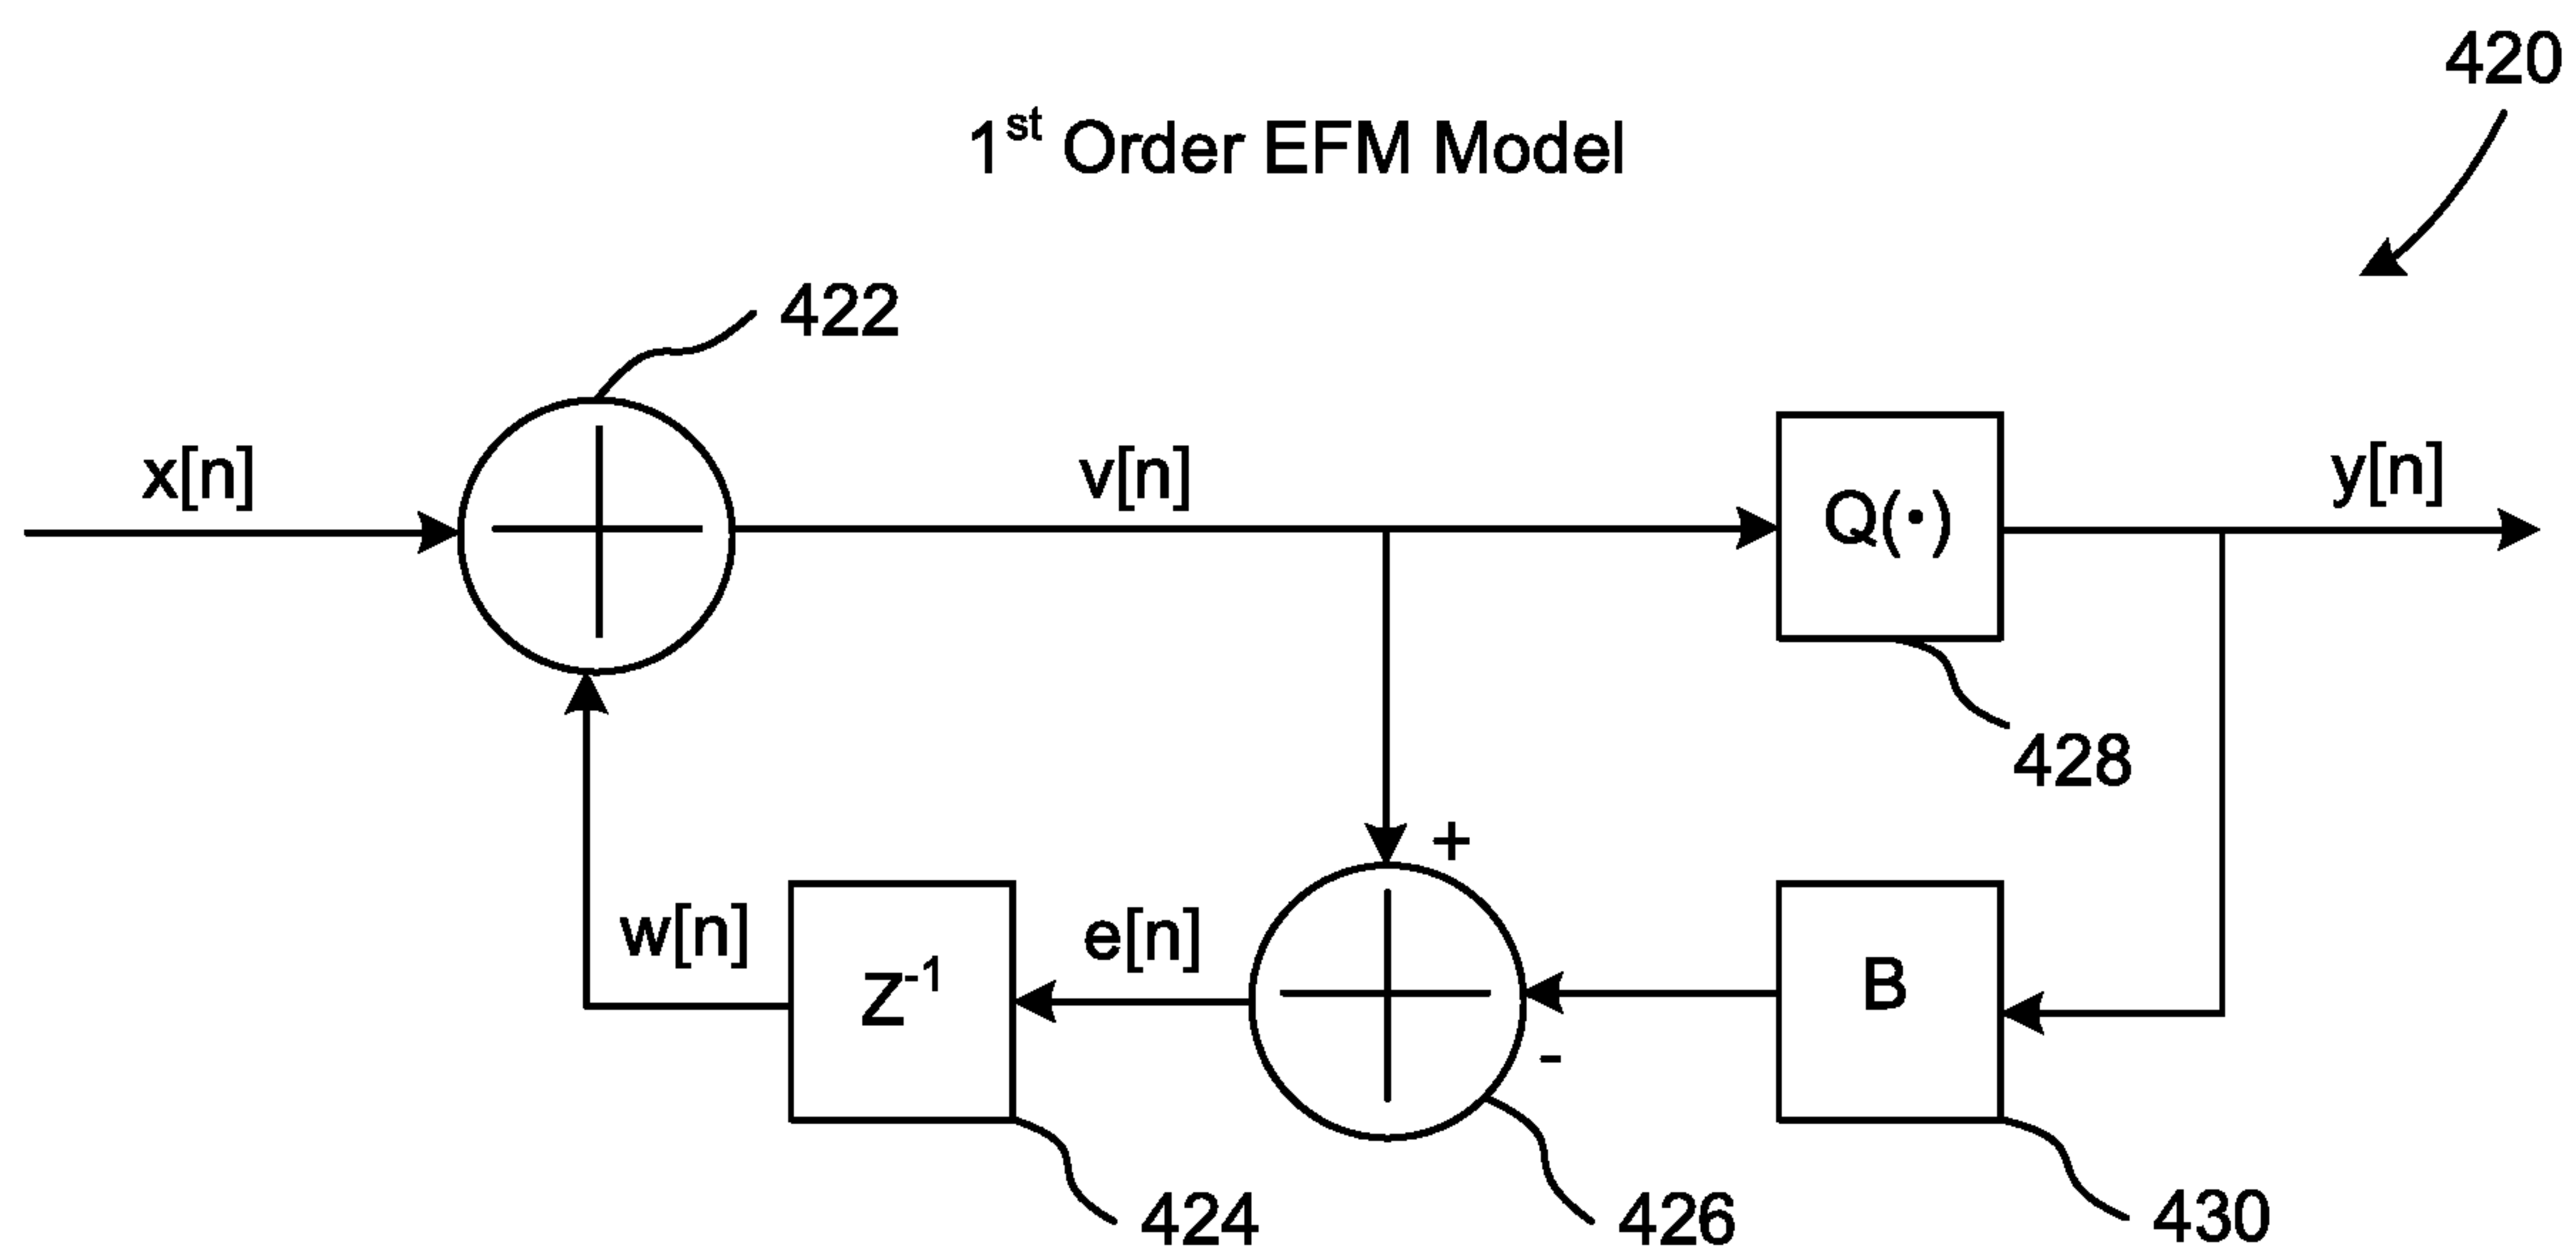 420
1st Order EFM Model
422
x[n]
v[n]
Q(·)
y[n]
428
+
w[n]
Z-1
e[n]
-
B
424
426
430